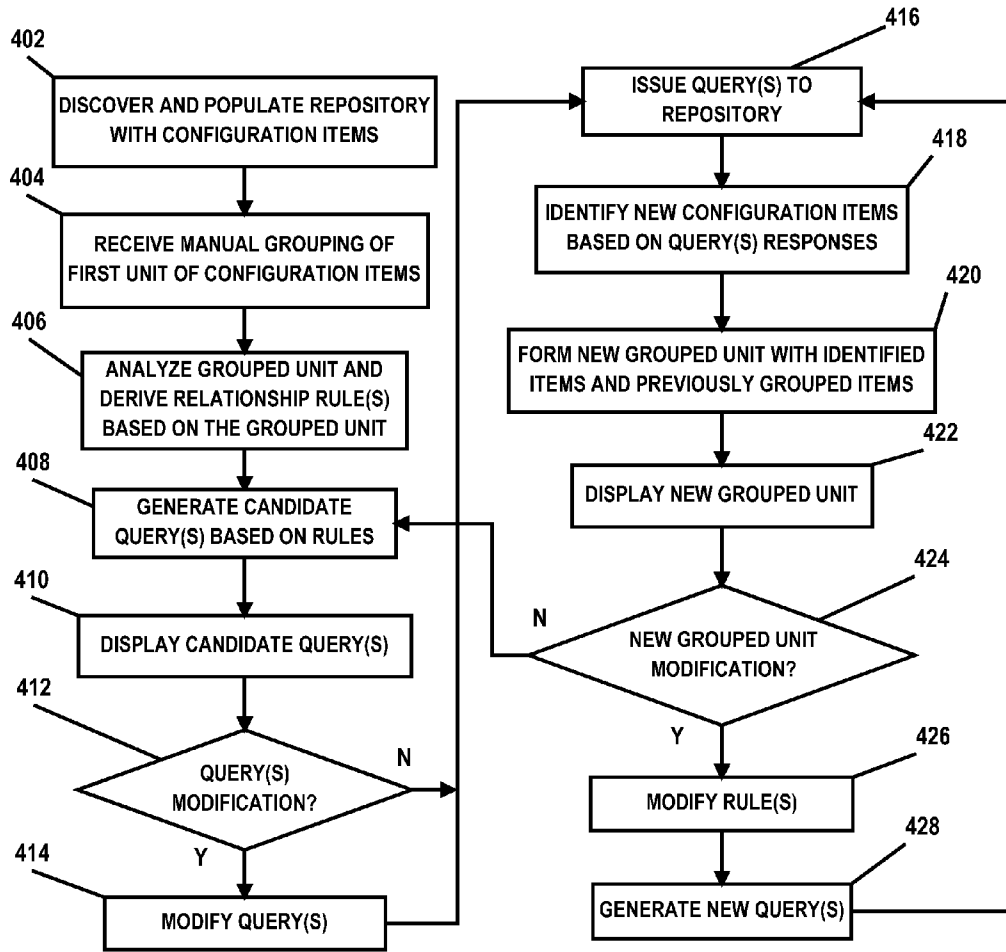 402
DISCOVER AND POPULATE REPOSITORY
WITH CONFIGURATION ITEMS
404
RECEIVE MANUAL GROUPING OF
FIRST UNIT OF CONFIGURATION ITEMS
406
ANALYZE GROUPED UNIT AND
DERIVE RELATIONSHIP RULE(S)
BASED ON THE GROUPED UNIT
408
GENERATE CANDIDATE
QUERY(S) BASED ON RULES
410
DISPLAY CANDIDATE QUERY(S)
412
QUERY(S)
MODIFICATION?
N
Y
414
MODIFY QUERY(S)
416
ISSUE QUERY(S) TO
REPOSITORY
418
IDENTIFY NEW CONFIGURATION ITEMS
BASED ON QUERY(S) RESPONSES
420
FORM NEW GROUPED UNIT WITH IDENTIFIED
ITEMS AND PREVIOUSLY GROUPED ITEMS
422
DISPLAY NEW GROUPED UNIT
424
N
NEW GROUPED UNIT
MODIFICATION?
Y
426
MODIFY RULE(S)
428
GENERATE NEW QUERY(S)